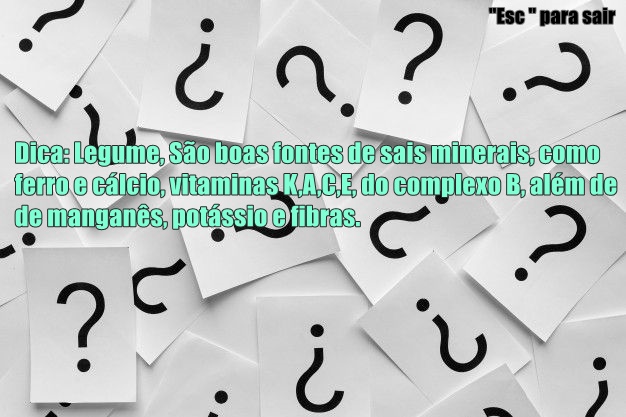 "Esc " para sair
Dica: Legume, São boas fontes de sais minerais, como
ferro e cálcio, vitaminas K,A,C,E, do complexo B, além de
de manganês, potássio e fibras.
? ? ? ?
? ?
? ? ?
? ? ?
? ? ?